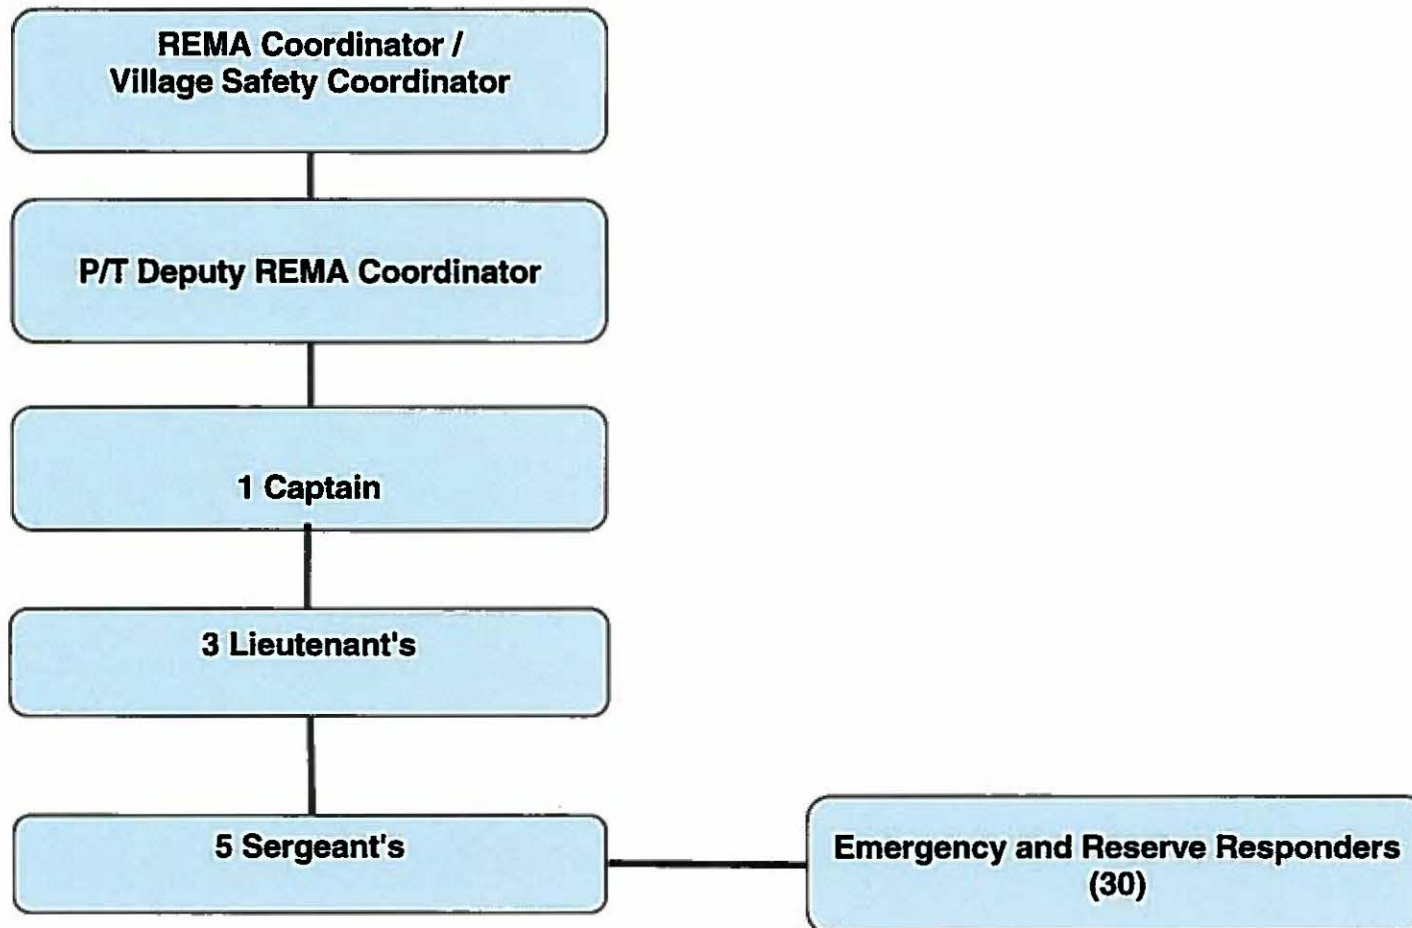 REMA Coordinator /
Village Safety Coordinator
P/T Deputy REMA Coordinator
1 Captain
3 Lieutenant's
5 Sergeant's
Emergency and Reserve Responders
(30)